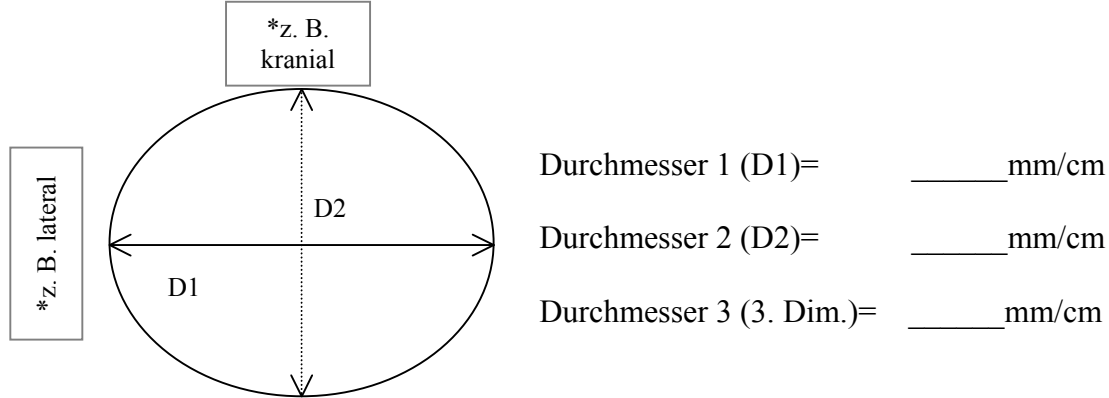 *z. B.
kranial
*z. B. lateral
D2
D1
Durchmesser 1 (D1)= ______mm/cm
Durchmesser 2 (D2)= ______mm/cm
Durchmesser 3 (3. Dim.)= ______mm/cm